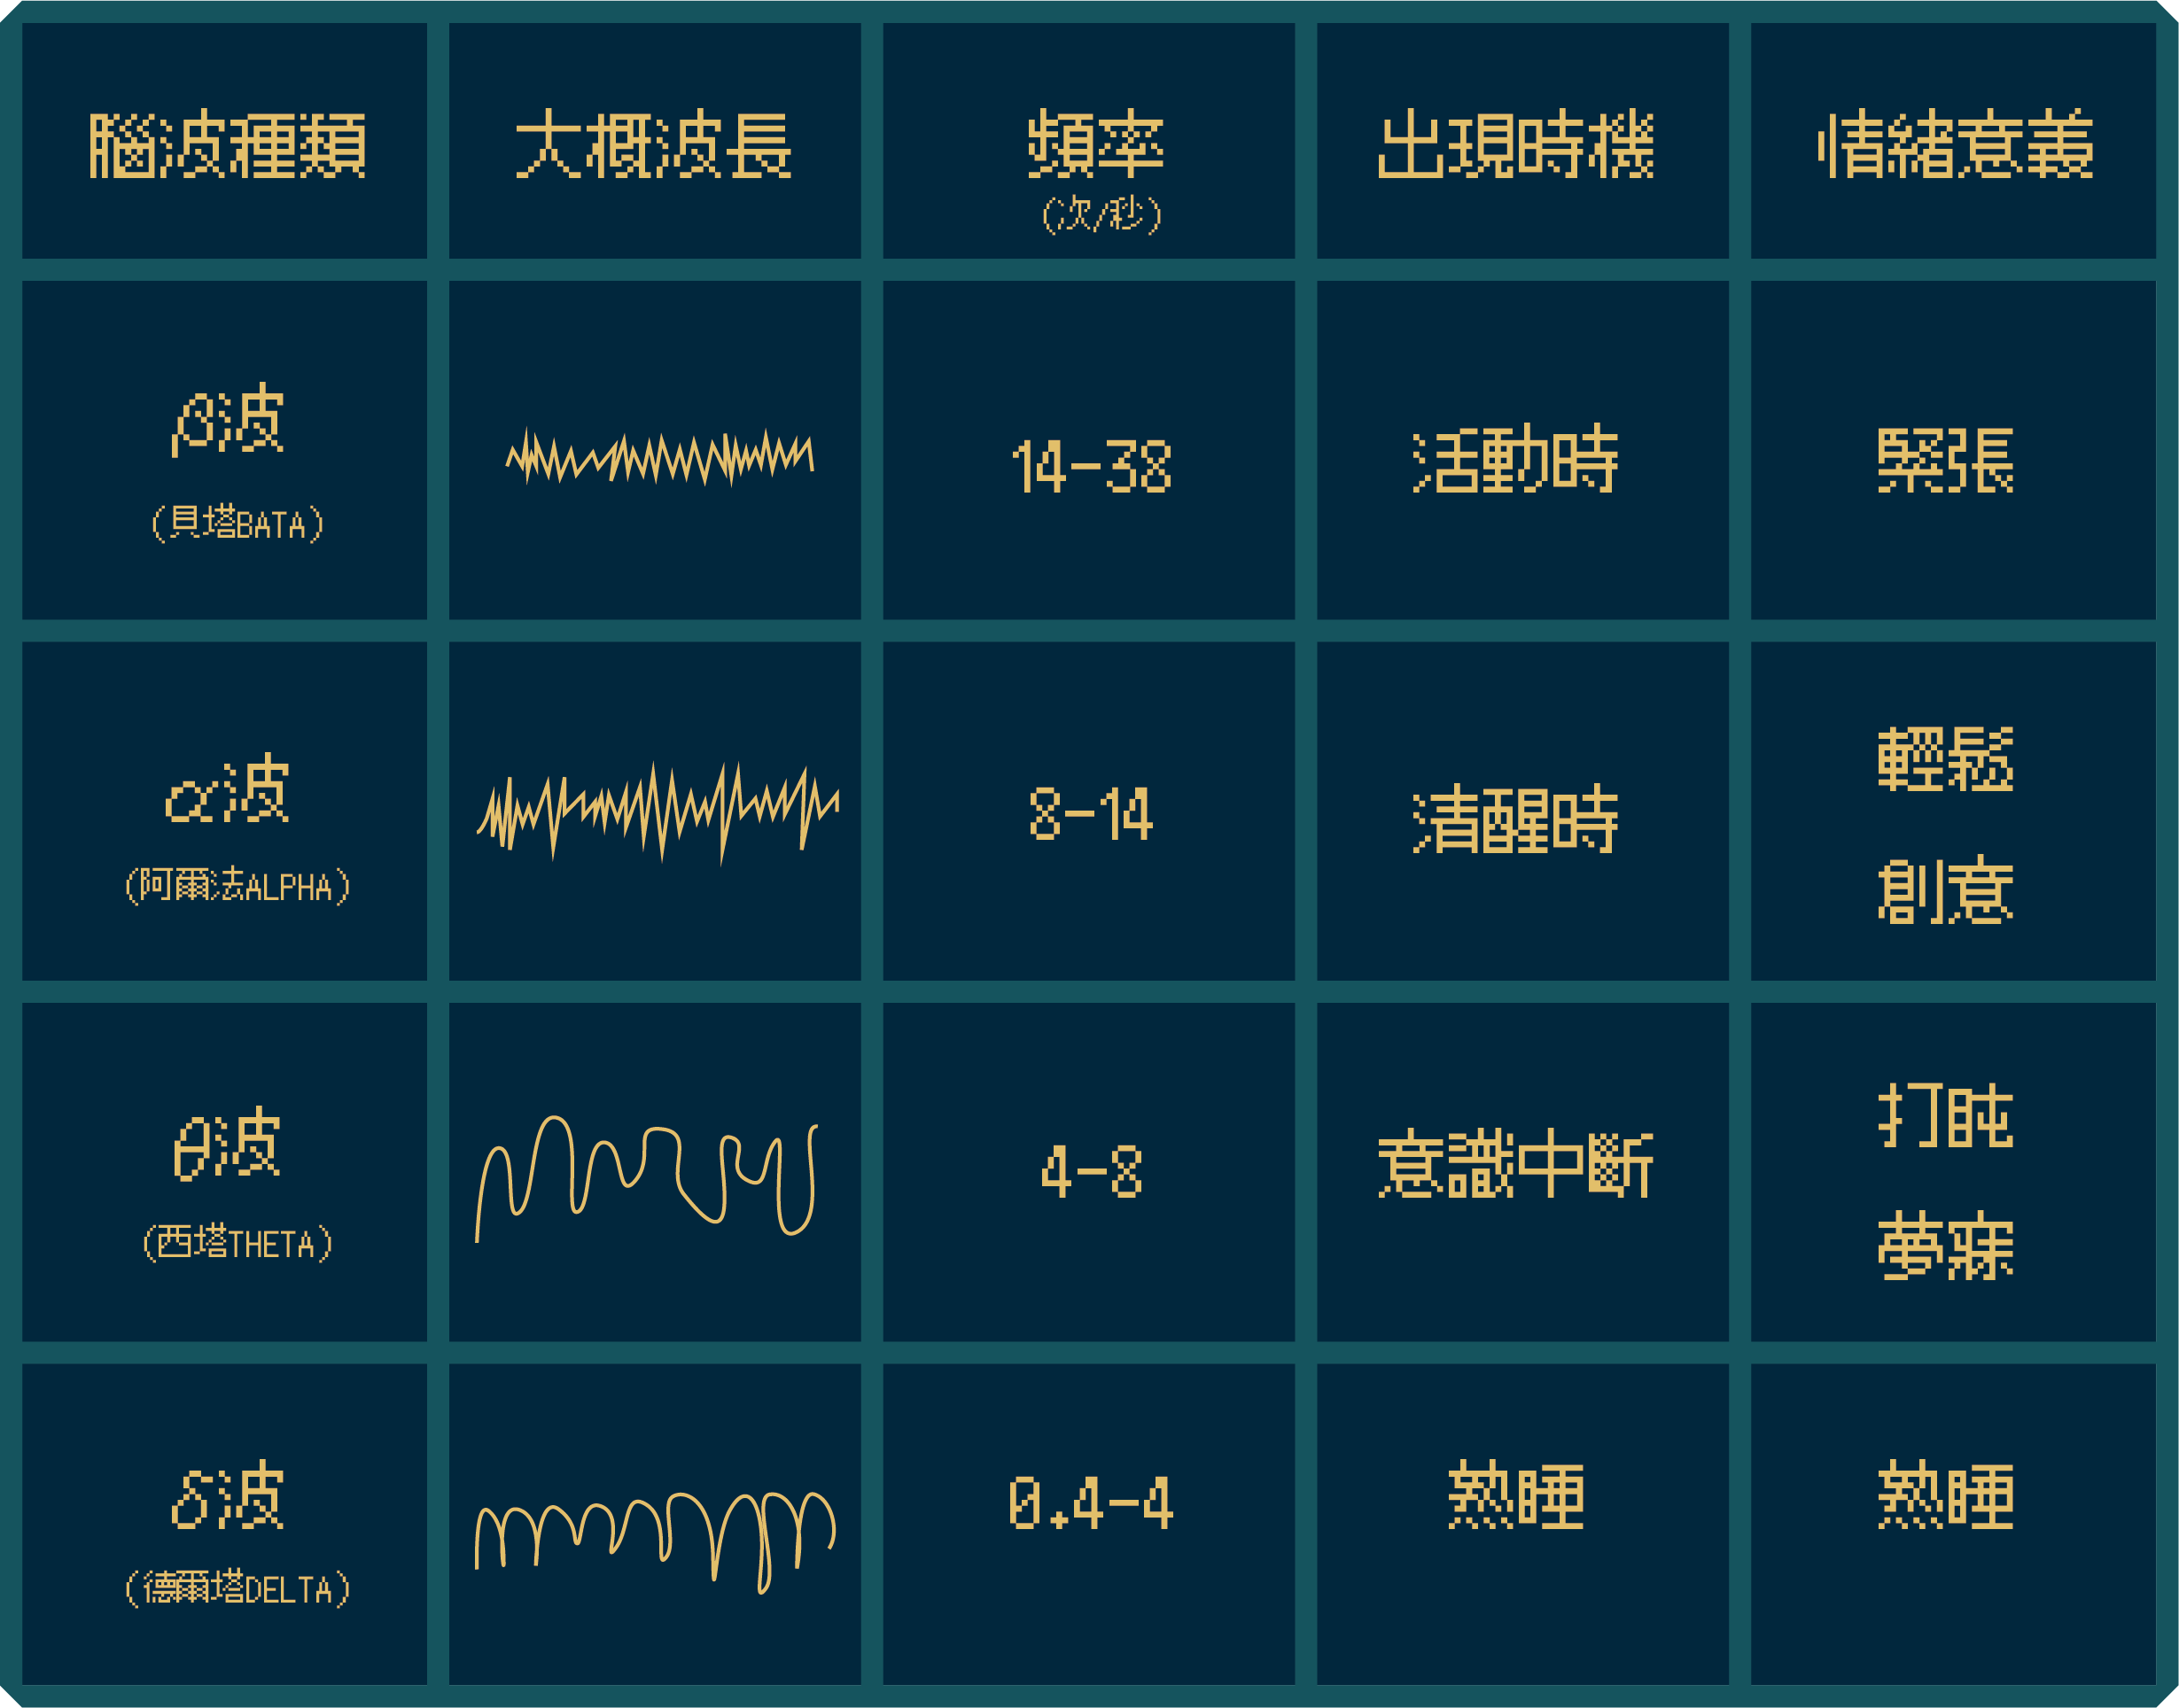 腦波種類
大概波長
頻率
(次/秒)
出現時機
情緒意義
β波
(貝塔BATA)
14-38
活動時
緊張
α波
(阿爾法ALPHA)
8-14
清醒時
輕鬆
創意
θ波
(西塔THETA)
4-8
意識中斷
打盹
夢寐
δ波
(德爾塔DELTA)
0.4-4
熟睡
熟睡